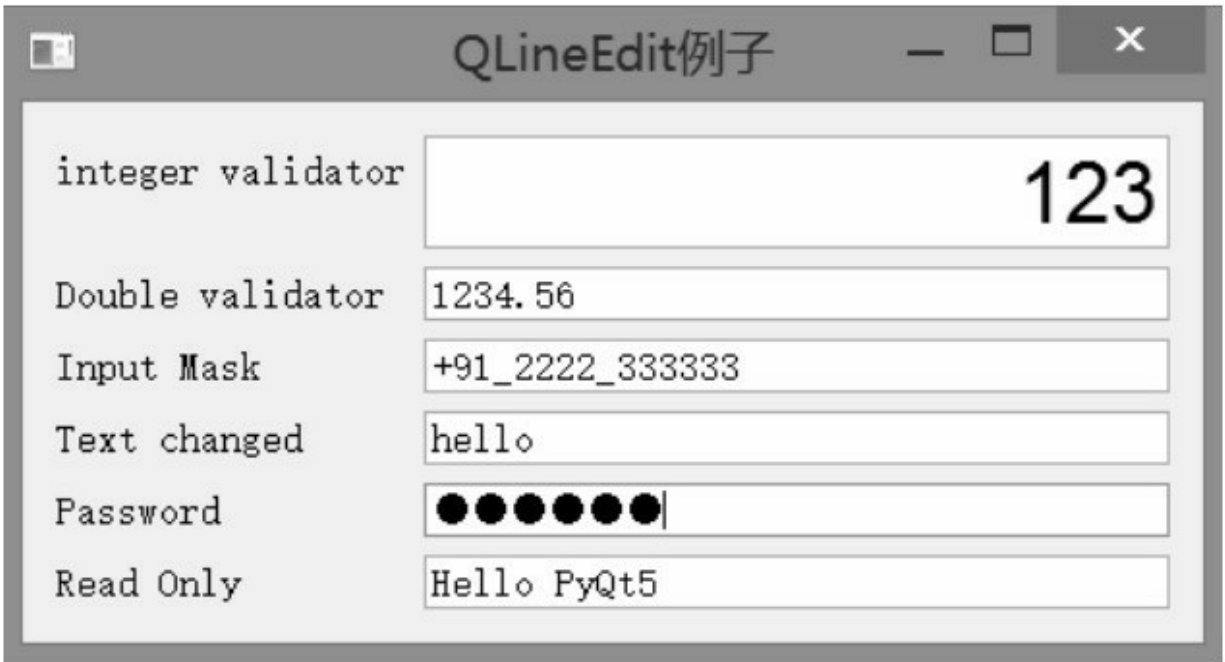 QLineEdit例子
integer validator 123
Double validator 1234.56
Input Mask +91_2222_333333
Text changed hello
Password ●●●●●●
Read Only Hello PyQt5